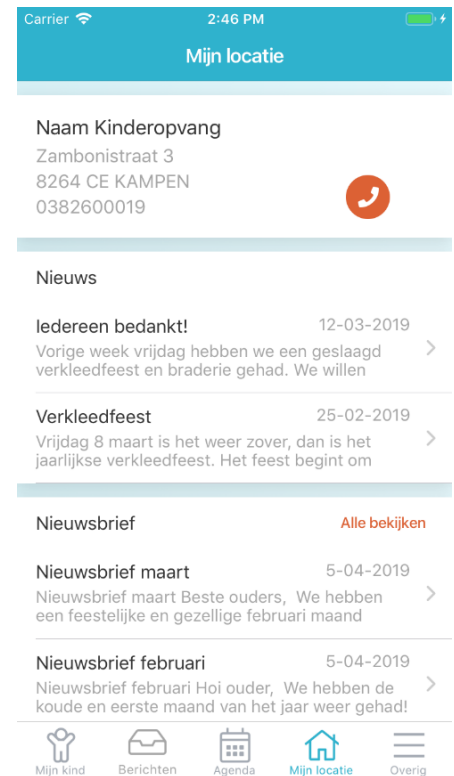 Carrier 2:46 PM
Mijn locatie
Naam Kinderopvang
Zambonistraat 3
8264 CE KAMPEN
0382600019
Nieuws
Iedereen bedankt! 12-03-2019
Vorige week vrijdag hebben we een geslaagd
verkleedfeest en braderie gehad. We willen
Verkleedfeest 25-02-2019
Vrijdag 8 maart is het weer zover, dan is het
jaarlijkse verkleedfeest. Het feest begint om
Nieuwsbrief Alle bekijken
Nieuwsbrief maart 5-04-2019
Nieuwsbrief maart Beste ouders,  We hebben
een feestelijke en gezellige februari maand
Nieuwsbrief februari 5-04-2019
Nieuwsbrief februari Hoi ouder,  We hebben de
koude en eerste maand van het jaar weer gehad!
Mijn kind Berichten Agenda Mijn locatie Overig